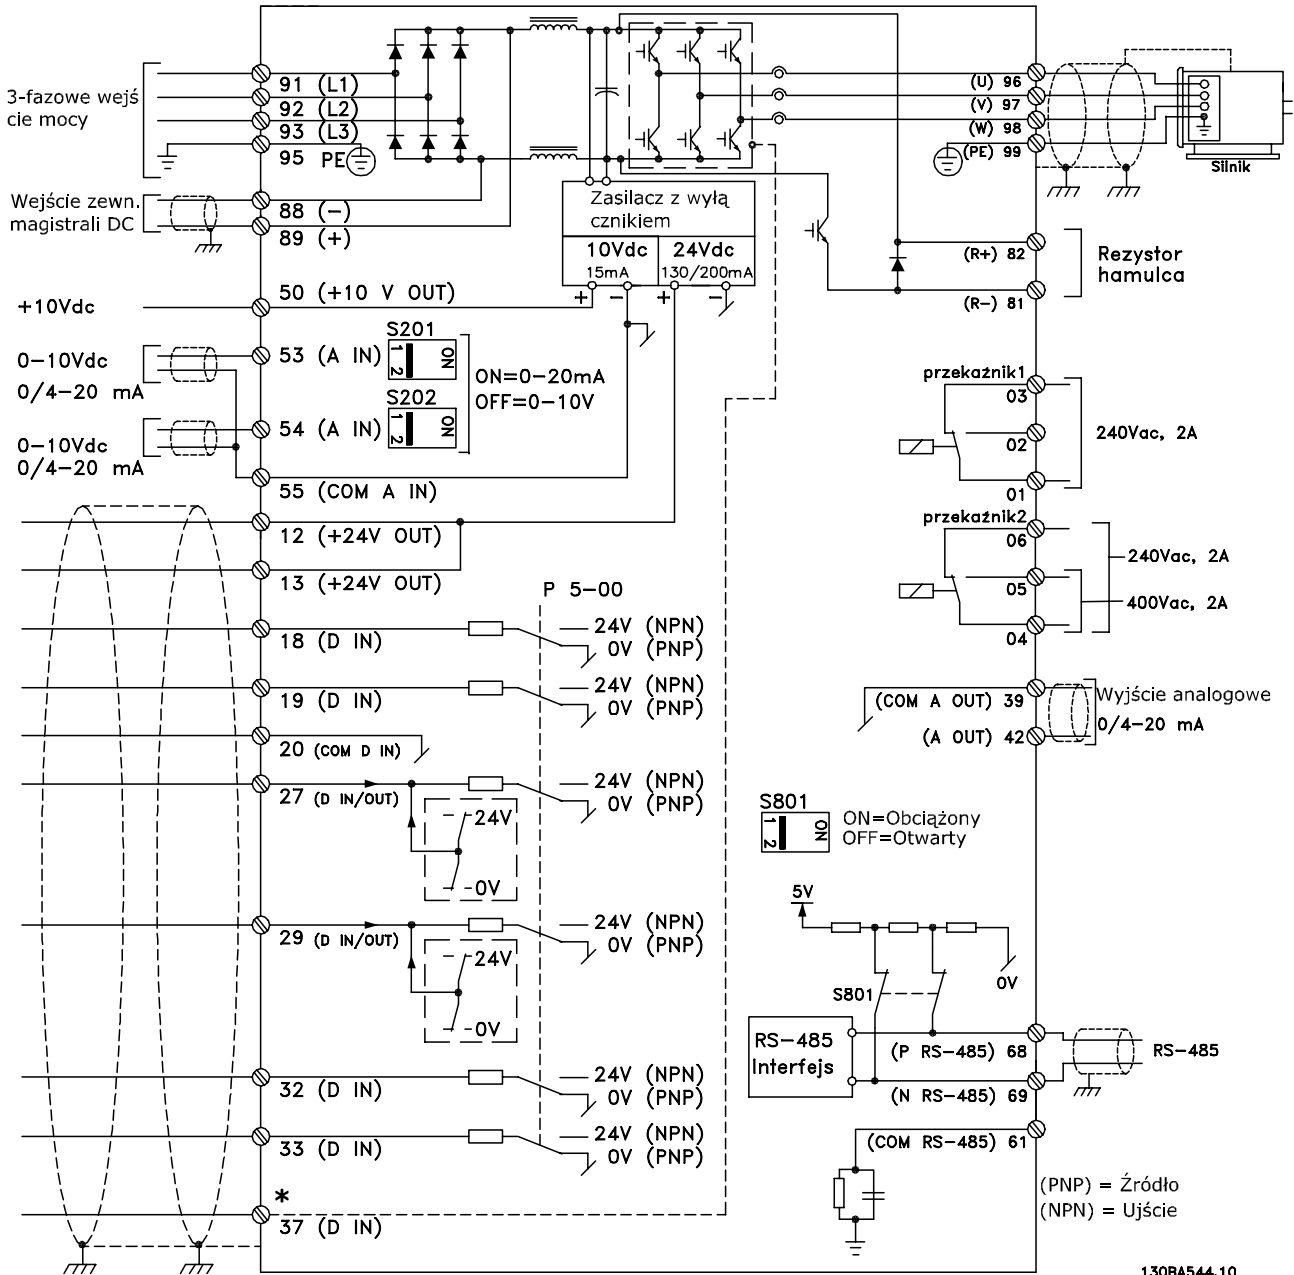 3-fazowe wejś
cie mocy
91 (L1)
92 (L2)
93 (L3)
95 PE
Wejście zewn.
magistrali DC
88 (−)
89 (+)
Zasilacz z wyłą
cznikiem
10Vdc
15mA
24Vdc
130/200mA
+ − + −
(U) 96
(V) 97
(W) 98
(PE) 99
Silnik
(R+) 82
(R−) 81
Rezystor
hamulca
+10Vdc
50 (+10 V OUT)
0−10Vdc
0/4−20 mA
53 (A IN)
S201
1 2 ON
ON=0−20mA
OFF=0−10V
S202
1 2 ON
0−10Vdc
0/4−20 mA
54 (A IN)
55 (COM A IN)
12 (+24V OUT)
13 (+24V OUT)
przekaźnik1
03
02
01
240Vac, 2A
przekaźnik2
06
05
04
240Vac, 2A
400Vac, 2A
P 5-00
18 (D IN)
24V (NPN)
0V (PNP)
19 (D IN)
24V (NPN)
0V (PNP)
20 (COM D IN)
27 (D IN/OUT)
24V (NPN)
0V (PNP)
24V
0V
29 (D IN/OUT)
24V (NPN)
0V (PNP)
24V
0V
32 (D IN)
24V (NPN)
0V (PNP)
33 (D IN)
24V (NPN)
0V (PNP)
*
37 (D IN)
(COM A OUT) 39
(A OUT) 42
Wyjście analogowe
0/4−20 mA
S801
1 2 ON
ON=Obciążony
OFF=Otwarty
5V
0V
S801
RS−485
Interfejs
(P RS−485) 68
(N RS−485) 69
(COM RS−485) 61
RS−485
(PNP) = Źródło
(NPN) = Ujście
130BA544.10